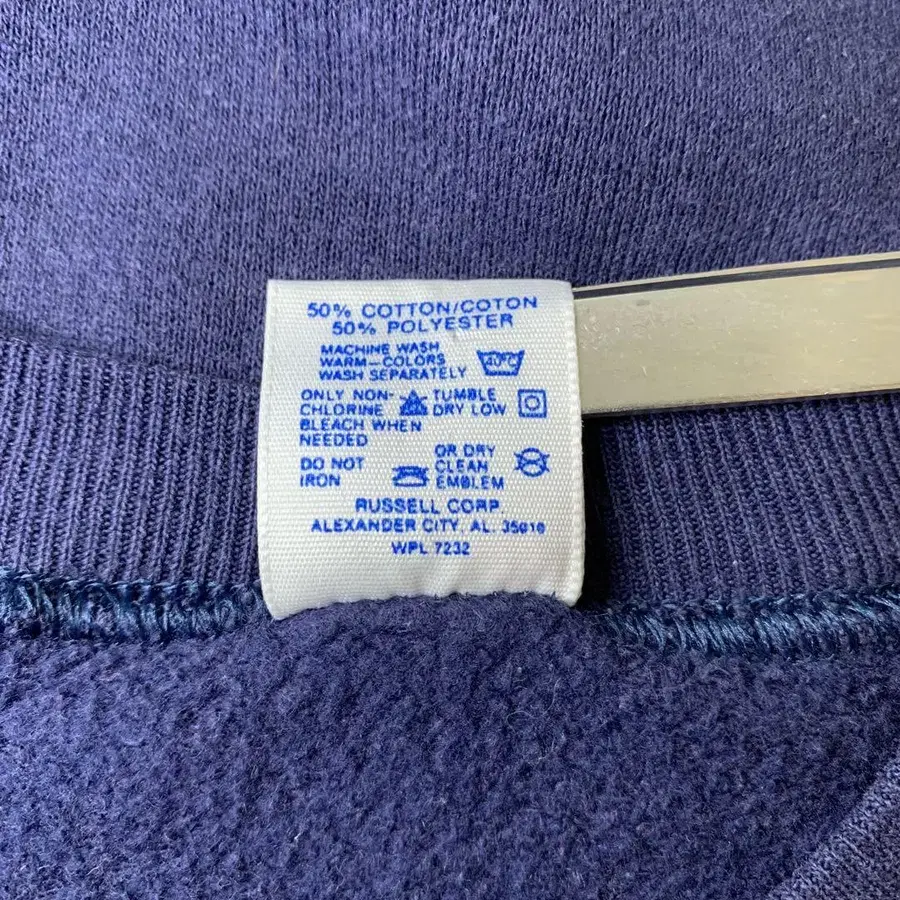 50% COTTON/COTON
50% POLYESTER
MACHINE WASH
WARM-COLORS
WASH SEPARATELY
40°C
ONLY NON-
CHLORINE
BLEACH WHEN
NEEDED
TUMBLE
DRY LOW
DO NOT
IRON
OR DRY
CLEAN
EMBLEM
RUSSELL CORP
ALEXANDER CITY, AL. 35010
WPL 7232